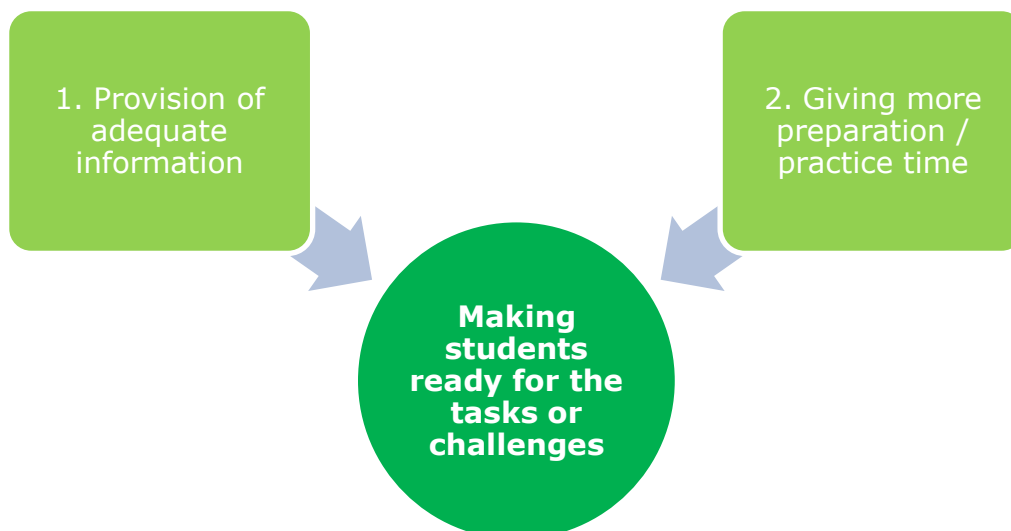 1. Provision of
adequate
information
2. Giving more
preparation /
practice time
Making
students
ready for the
tasks or
challenges